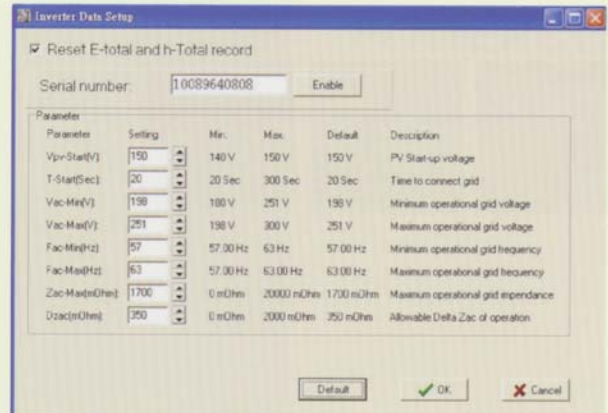 Inverter Data Setup
Reset E-total and h-Total record
Serial number: 10089640808 Enable
Parameter
Parameter Setting Min. Max. Default Description
Vpv-Start(V): 150 140 V 150 V 150 V PV Start-up voltage
T-Start(Sec): 20 20 Sec 300 Sec 20 Sec Time to connect grid
Vac-Min(V): 198 180 V 251 V 198 V Minimum operational grid voltage
Vac-Max(V): 251 198 V 300 V 251 V Maximum operational grid voltage
Fac-Min(Hz): 57 57.00 Hz 63 Hz 57.00 Hz Minimum operational grid frequency
Fac-Max(Hz): 63 57.00 Hz 63.00 Hz 63.00 Hz Maximum operational grid frequency
Zac-Max(mOhm): 1700 0 mOhm 20000 mOhm 1700 mOhm Maximum operational grid impendance
Dzac(mOhm): 350 0 mOhm 2000 mOhm 350 mOhm Allowable Delta Zac of operation
Default OK Cancel